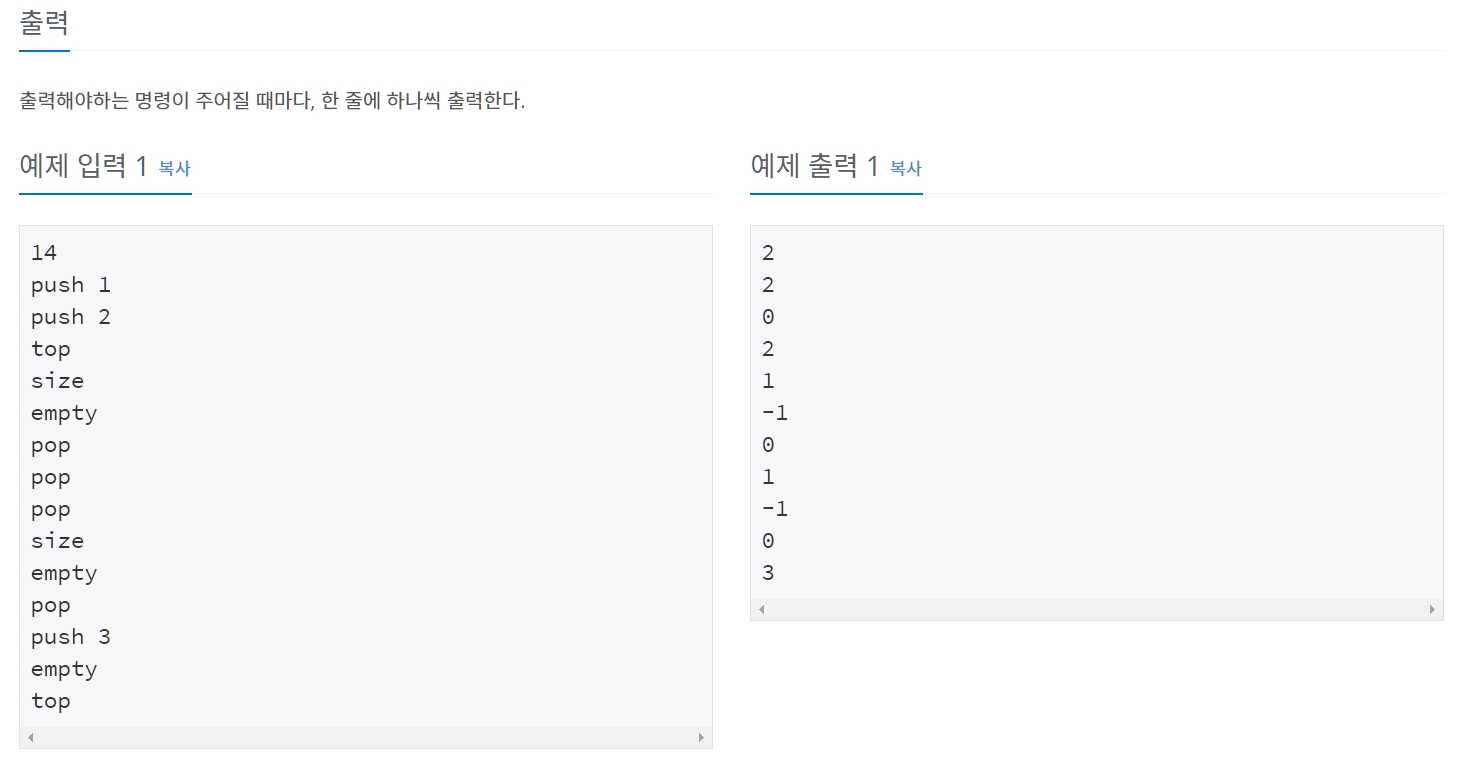 출력
출력해야하는 명령이 주어질 때마다, 한 줄에 하나씩 출력한다.
예제 입력 1 복사
14
push 1
push 2
top
size
empty
pop
pop
pop
size
empty
pop
push 3
empty
top
예제 출력 1 복사
2
2
0
2
1
-1
0
1
-1
0
3